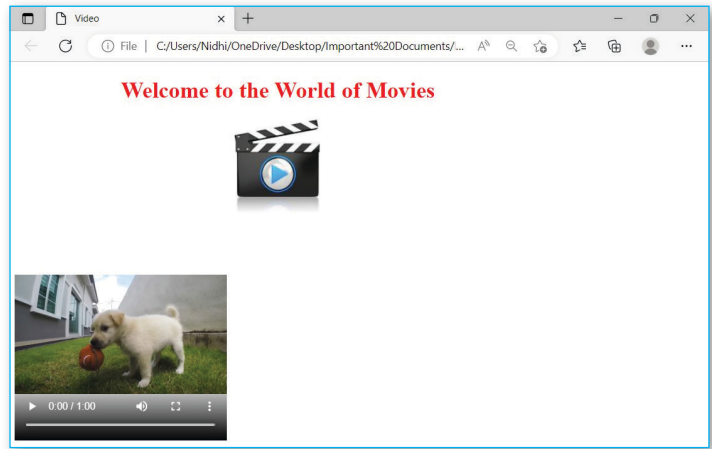 Video
File | C:/Users/Nidhi/OneDrive/Desktop/Important%20Documents/...
Welcome to the World of Movies
0:00 / 1:00